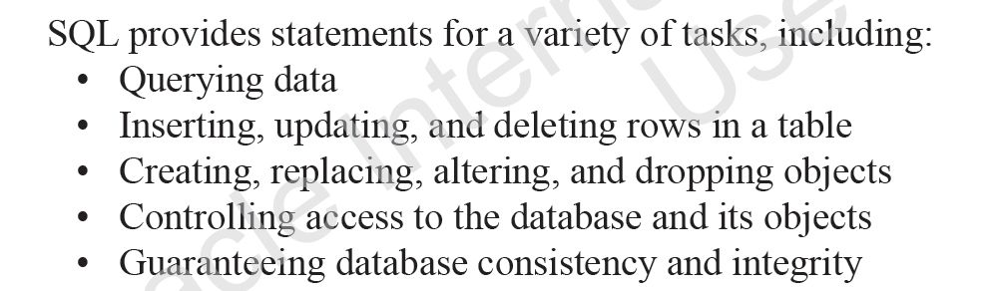 SQL provides statements for a variety of tasks, including:
• Querying data
• Inserting, updating, and deleting rows in a table
• Creating, replacing, altering, and dropping objects
• Controlling access to the database and its objects
• Guaranteeing database consistency and integrity
Use